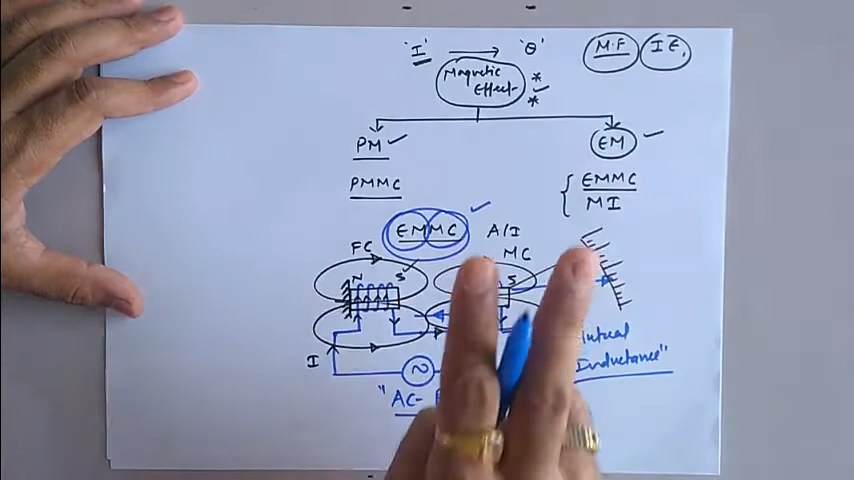 'I' → 'θ'
M.F I E,
Magnetic
Effect
PM
EM
PMMC
EMMC
MI
EMMC A/I
FC MC
N S S
I
"AC-
Mutual
Inductance"